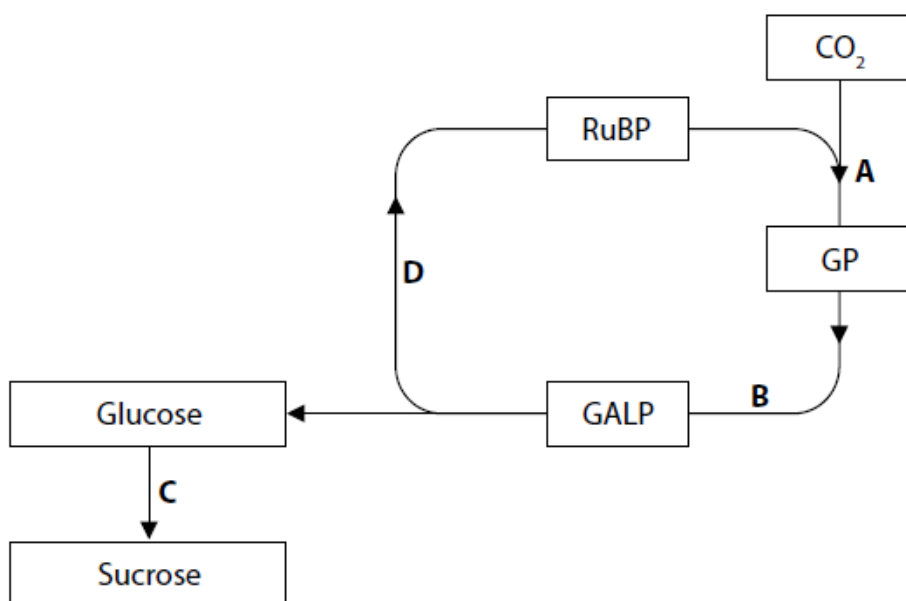 CO₂
RuBP
A
GP
D
B
GALP
Glucose
C
Sucrose